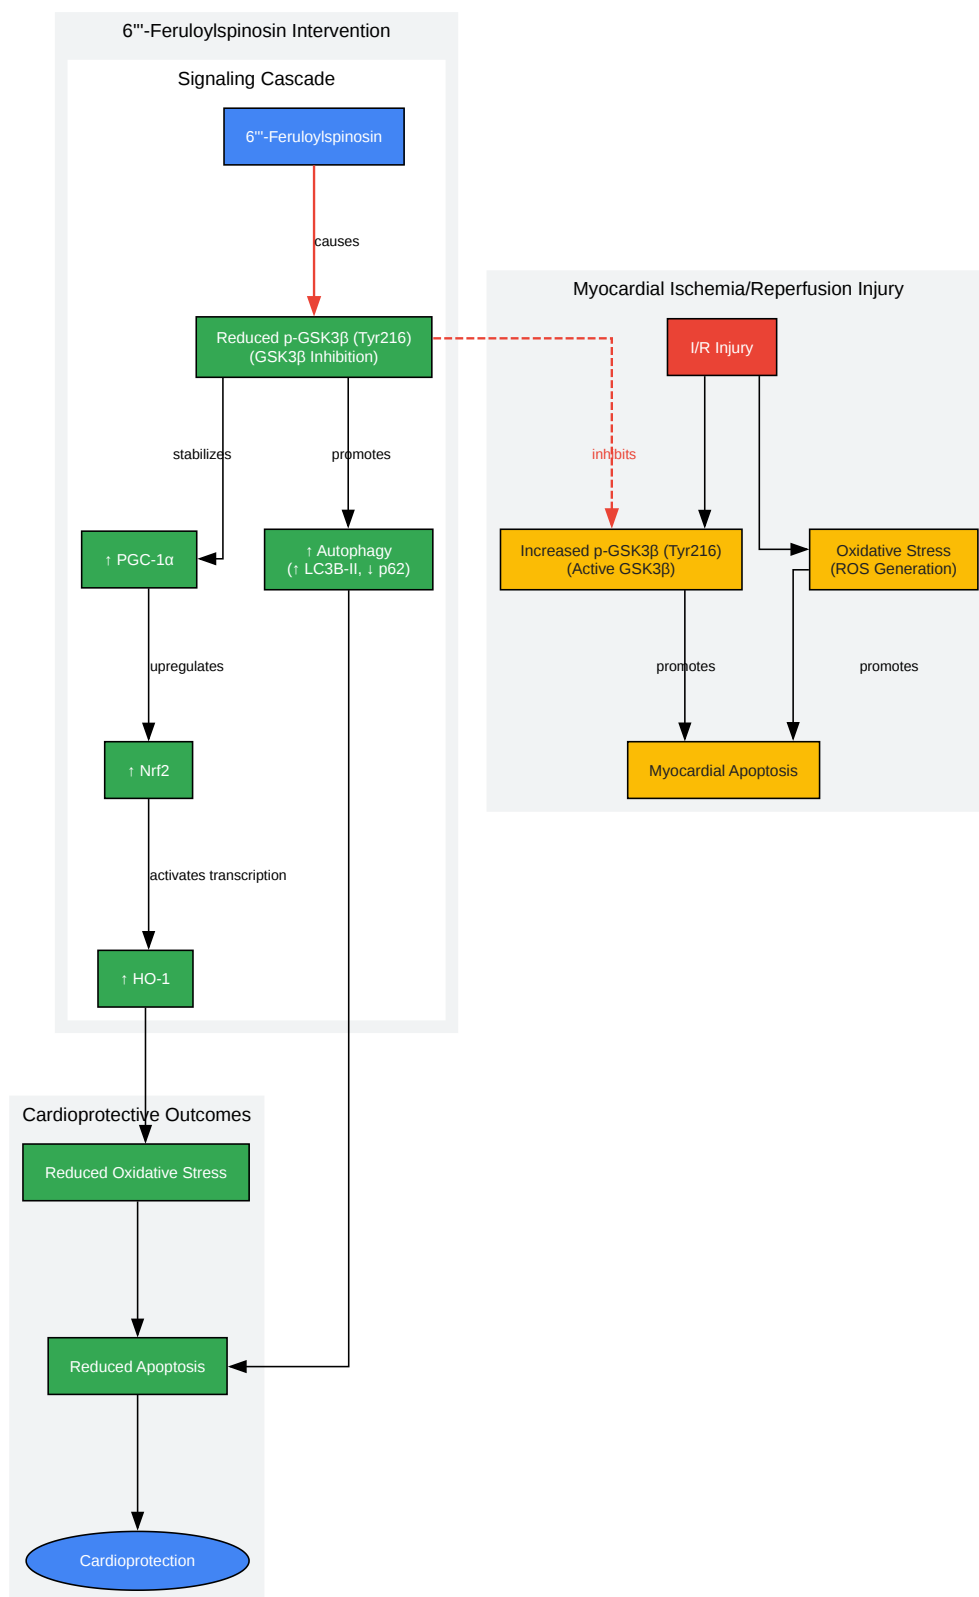 6'''-Feruloylspinosin Intervention
Signaling Cascade
6'''-Feruloylspinosin
causes
Reduced p-GSK3β (Tyr216)
(GSK3β Inhibition)
stabilizes
promotes
↑ PGC-1α
↑ Autophagy
(↑ LC3B-II, ↓ p62)
upregulates
↑ Nrf2
activates transcription
↑ HO-1
inhibits
Myocardial Ischemia/Reperfusion Injury
I/R Injury
Increased p-GSK3β (Tyr216)
(Active GSK3β)
Oxidative Stress
(ROS Generation)
promotes
promotes
Myocardial Apoptosis
Cardioprotective Outcomes
Reduced Oxidative Stress
Reduced Apoptosis
Cardioprotection